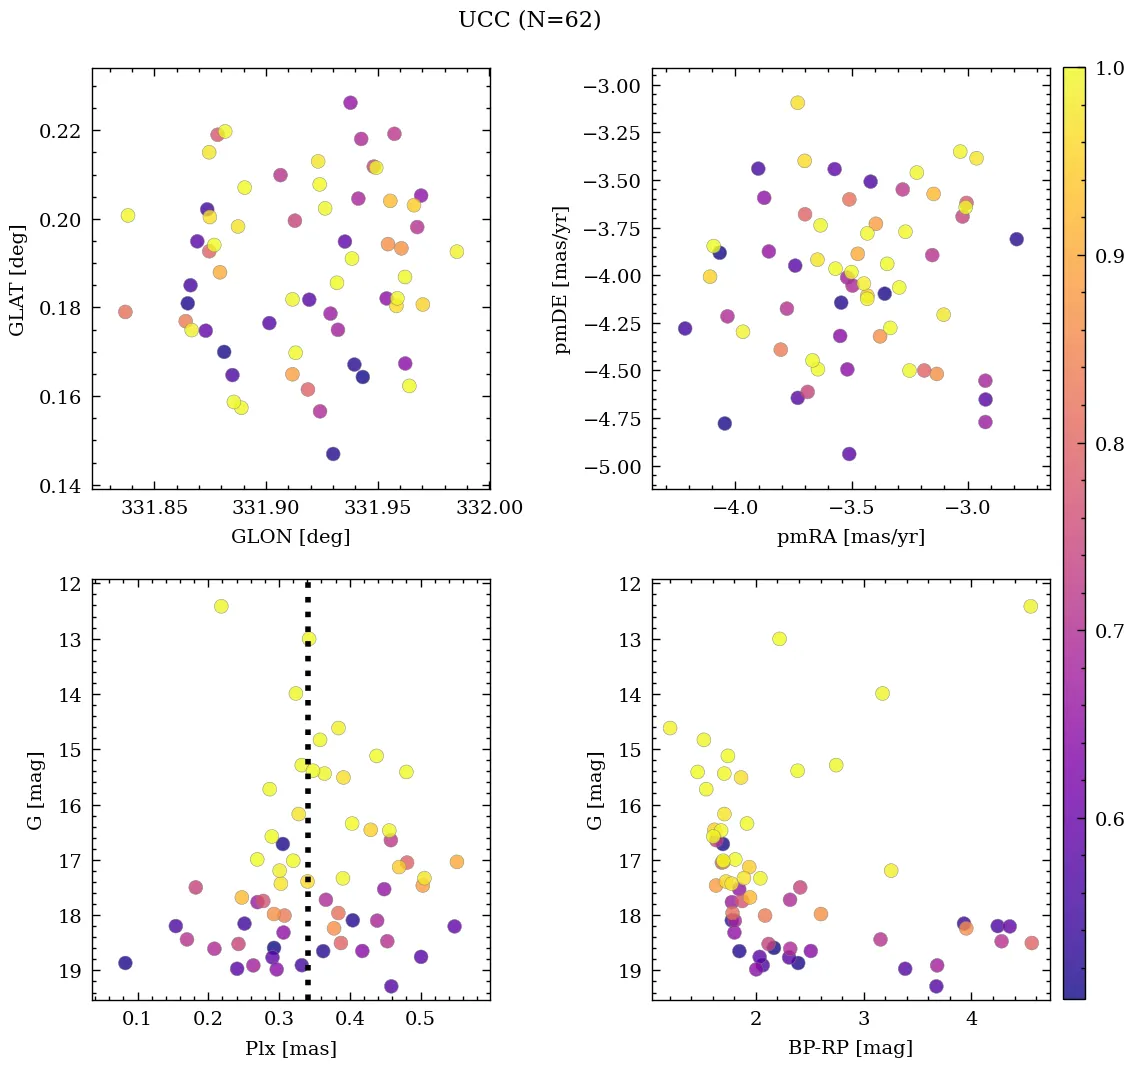 UCC (N=62)
0.22
0.20
0.18
0.16
0.14
GLAT [deg]
331.85 331.90 331.95 332.00
GLON [deg]
−3.00
−3.25
−3.50
−3.75
−4.00
−4.25
−4.50
−4.75
−5.00
pmDE [mas/yr]
−4.0 −3.5 −3.0
pmRA [mas/yr]
12
13
14
15
16
17
18
19
G [mag]
0.1 0.2 0.3 0.4 0.5
Plx [mas]
12
13
14
15
16
17
18
19
G [mag]
2 3 4
BP-RP [mag]
1.0
0.9
0.8
0.7
0.6